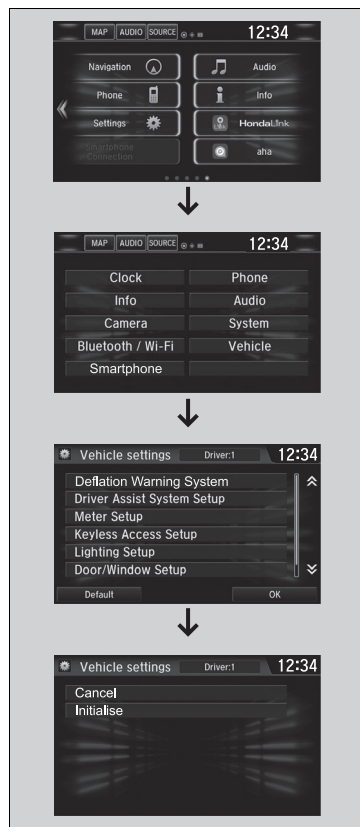 MAP AUDIO SOURCE 12:34
Navigation Audio
Phone Info
Settings HondaLink
Smartphone
Connection
aha
MAP AUDIO SOURCE 12:34
Clock Phone
Info Audio
Camera System
Bluetooth / Wi-Fi Vehicle
Smartphone
Vehicle settings Driver:1 12:34
Deflation Warning System
Driver Assist System Setup
Meter Setup
Keyless Access Setup
Lighting Setup
Door/Window Setup
Default OK
Vehicle settings Driver:1 12:34
Cancel
Initialise